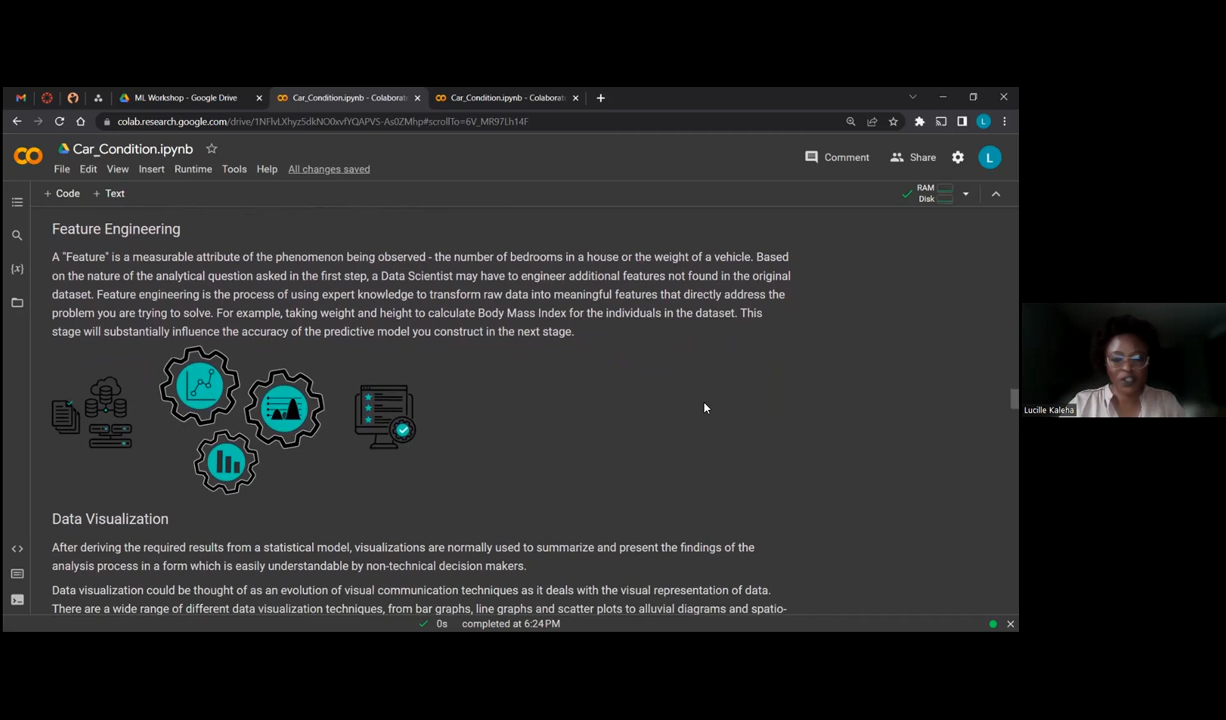 ML Workshop - Google Drive
Car_Condition.ipynb - Colaborat
Car_Condition.ipynb - Colaborat
colab.research.google.com/drive/1NFlvLXhyz5dkNO0xvfYQAPVS-As0ZMhp#scrollTo=6V_MR97Lh14F
L
Car_Condition.ipynb
Comment
Share
L
File Edit View Insert Runtime Tools Help All changes saved
+ Code + Text
RAM
Disk
Feature Engineering
A "Feature" is a measurable attribute of the phenomenon being observed - the number of bedrooms in a house or the weight of a vehicle. Based
on the nature of the analytical question asked in the first step, a Data Scientist may have to engineer additional features not found in the original
dataset. Feature engineering is the process of using expert knowledge to transform raw data into meaningful features that directly address the
problem you are trying to solve. For example, taking weight and height to calculate Body Mass Index for the individuals in the dataset. This
stage will substantially influence the accuracy of the predictive model you construct in the next stage.
Lucille Kaleha
Data Visualization
After deriving the required results from a statistical model, visualizations are normally used to summarize and present the findings of the
analysis process in a form which is easily understandable by non-technical decision makers.
Data visualization could be thought of as an evolution of visual communication techniques as it deals with the visual representation of data.
There are a wide range of different data visualization techniques, from bar graphs, line graphs and scatter plots to alluvial diagrams and spatio-
0s completed at 6:24 PM